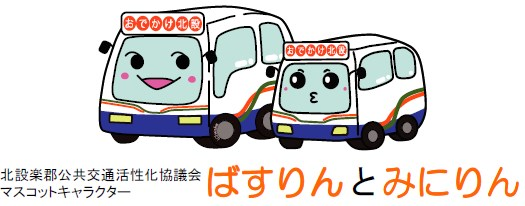 おでかけ北設
おでかけ北設
北設楽郡公共交通活性化協議会
マスコットキャラクター
ばすりんとみにりん